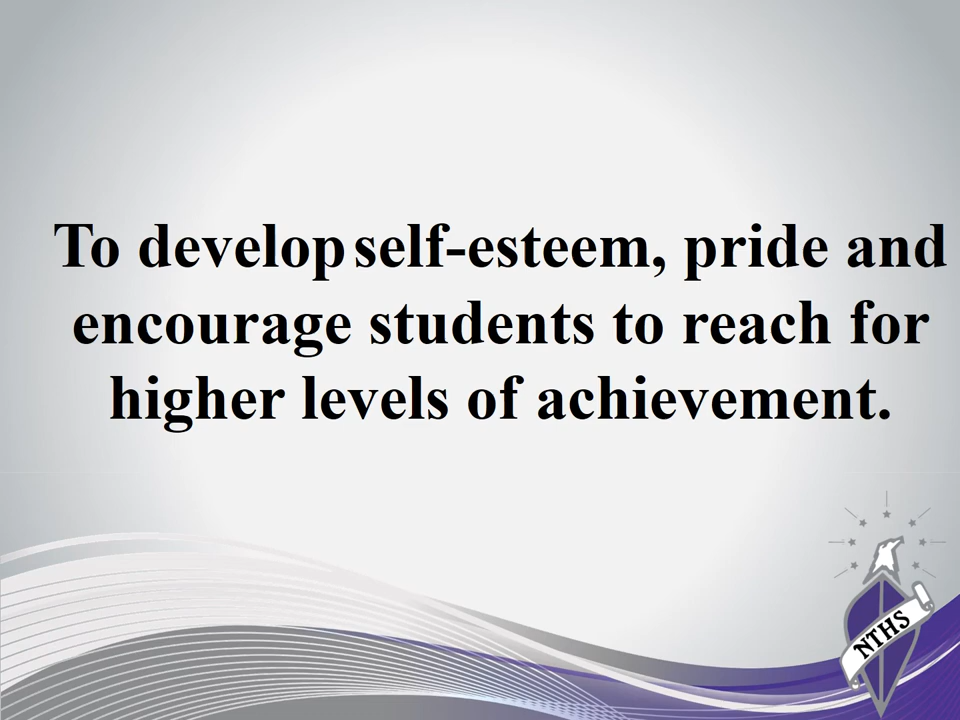 To develop self-esteem, pride and
encourage students to reach for
higher levels of achievement.
NTHS